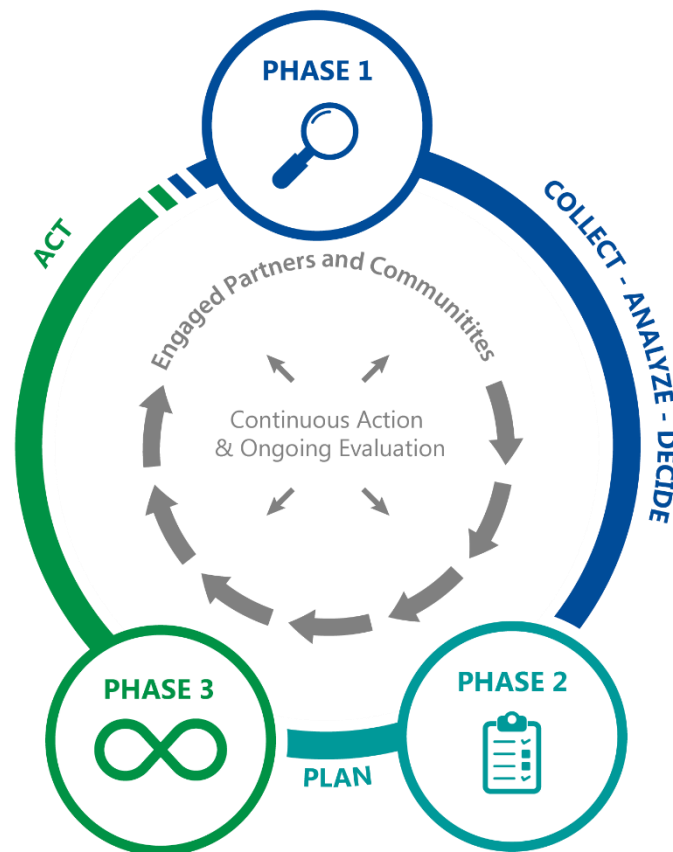 PHASE 1
COLLECT - ANALYZE - DECIDE
ACT
Engaged Partners and Communitites
Continuous Action
& Ongoing Evaluation
PHASE 3
PHASE 2
PLAN